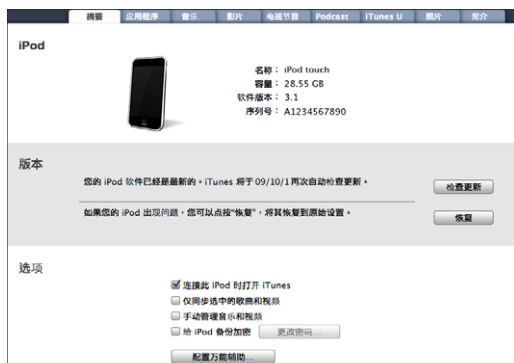 摘要 应用程序 音乐 影片 电视节目 Podcast iTunes U 照片 简介
iPod
名称： iPod touch
容量： 28.55 GB
软件版本： 3.1
序列号： A1234567890
版本
您的 iPod 软件已经是最新的。iTunes 将于 09/10/1 再次自动检查更新。
检查更新
如果您的 iPod 出现问题，您可以点按“恢复”，将其恢复到原始设置。
恢复
选项
连接此 iPod 时打开 iTunes
仅同步选中的歌曲和视频
手动管理音乐和视频
给 iPod 备份加密 更改密码...
配置万能辅助...